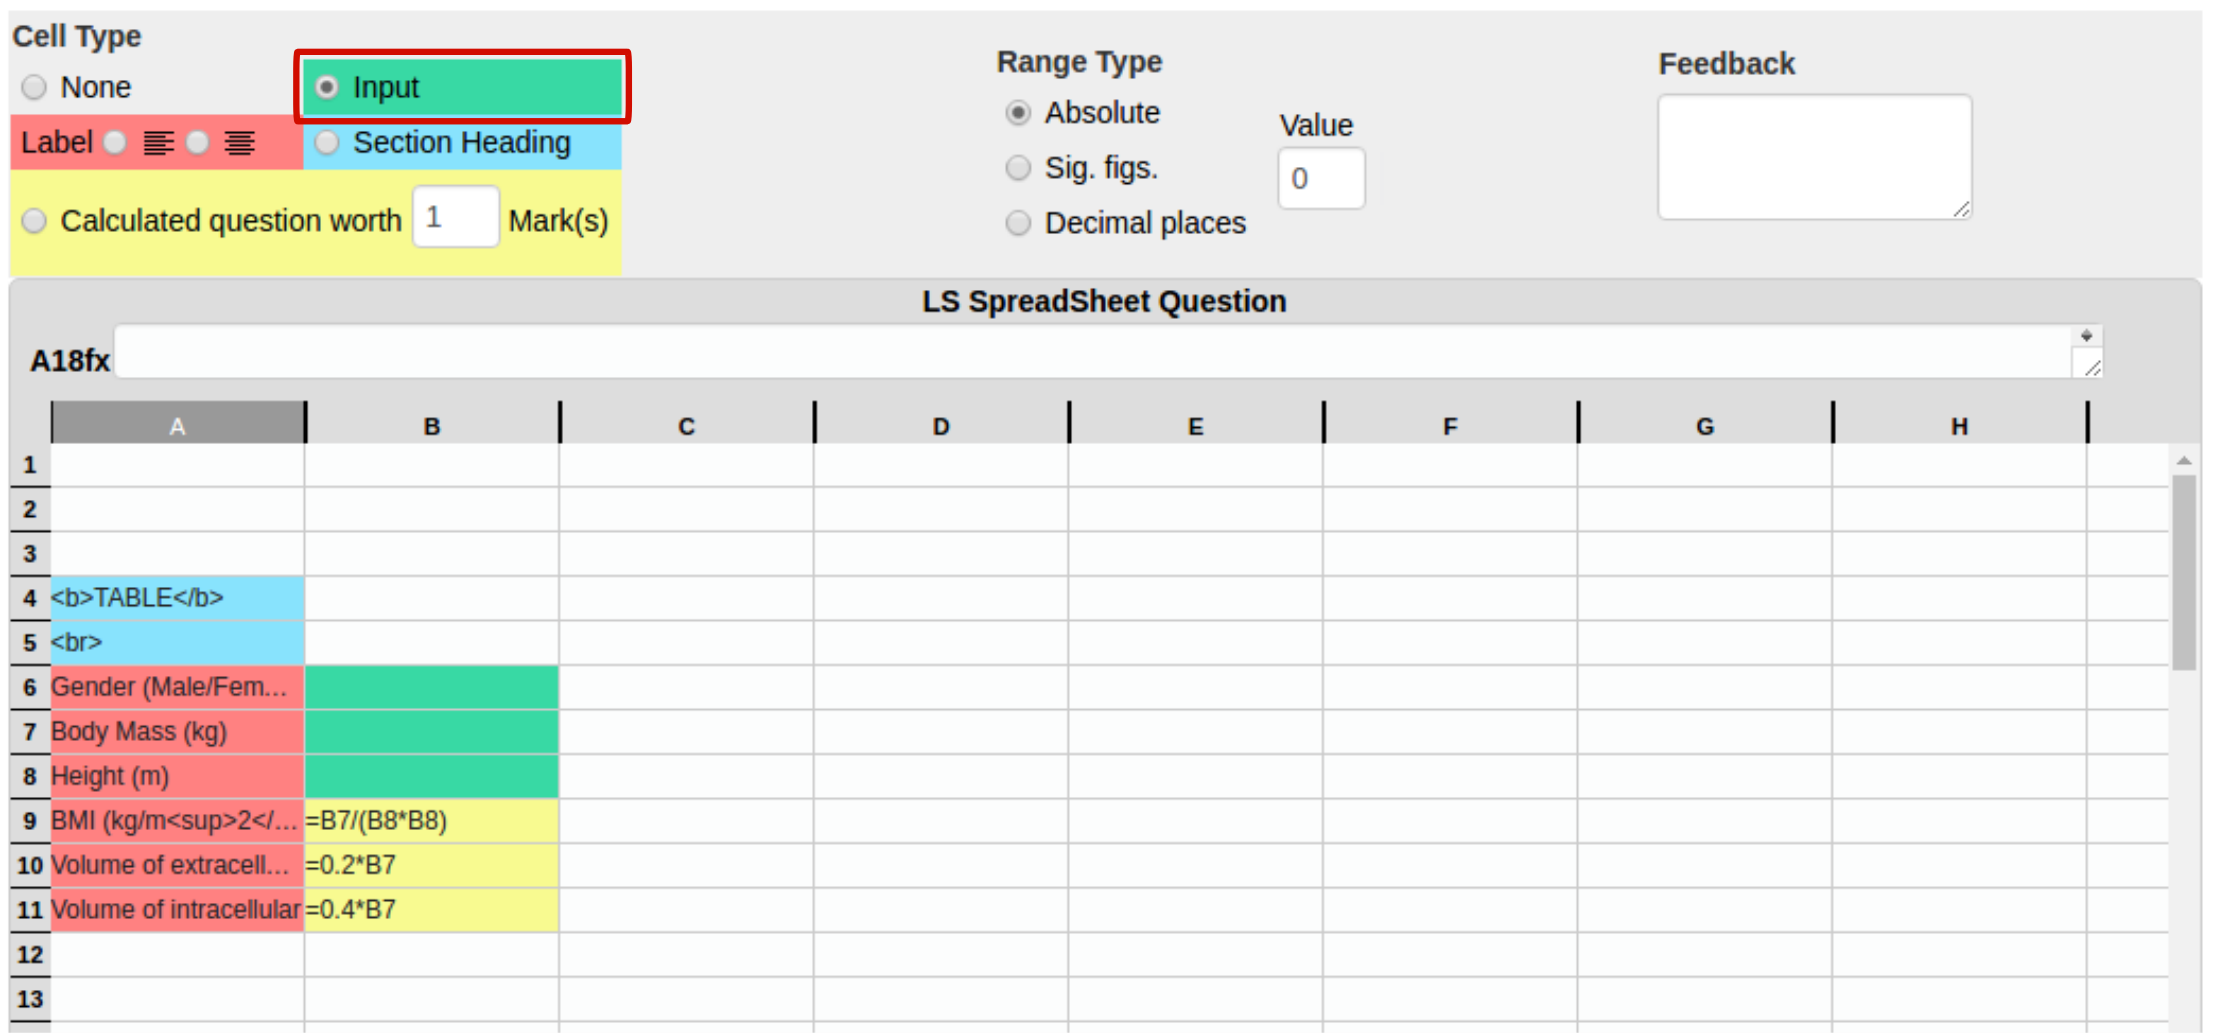 Cell Type
None
Input
Label
Section Heading
Calculated question worth 1 Mark(s)
Range Type
Absolute
Sig. figs.
Decimal places
Value
0
Feedback
LS SpreadSheet Question
A18fx
A B C D E F G H
1
2
3
4 <b>TABLE</b>
5 <br>
6 Gender (Male/Fem...
7 Body Mass (kg)
8 Height (m)
9 BMI (kg/m<sup>2</... =B7/(B8*B8)
10 Volume of extracell... =0.2*B7
11 Volume of intracellular =0.4*B7
12
13